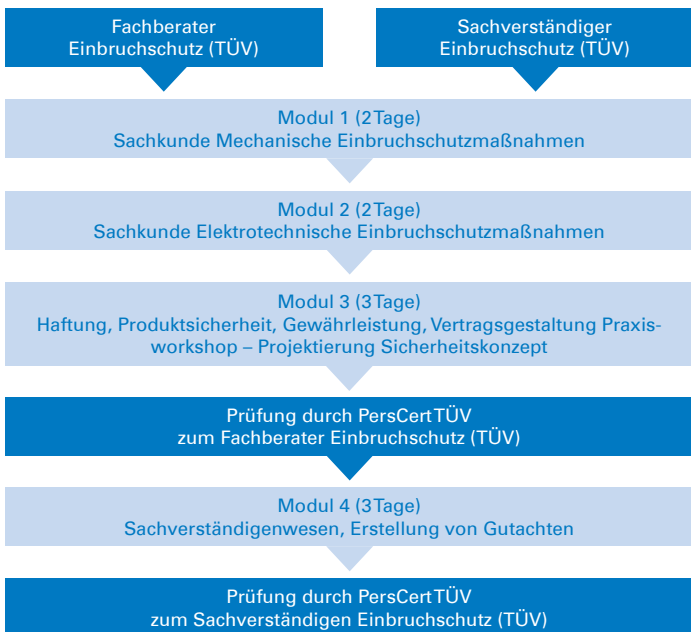 Fachberater
Einbruchschutz (TÜV)
Sachverständiger
Einbruchschutz (TÜV)
Modul 1 (2 Tage)
Sachkunde Mechanische Einbruchschutzmaßnahmen
Modul 2 (2 Tage)
Sachkunde Elektrotechnische Einbruchschutzmaßnahmen
Modul 3 (3 Tage)
Haftung, Produktsicherheit, Gewährleistung, Vertragsgestaltung Praxis-
workshop – Projektierung Sicherheitskonzept
Prüfung durch PersCert TÜV
zum Fachberater Einbruchschutz (TÜV)
Modul 4 (3 Tage)
Sachverständigenwesen, Erstellung von Gutachten
Prüfung durch PersCert TÜV
zum Sachverständigen Einbruchschutz (TÜV)